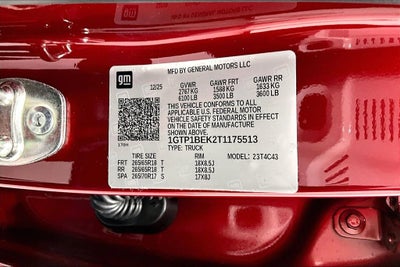 gm
MFD BY GENERAL MOTORS LLC
12/25 GVWR GAWR FRT GAWR RR
2767 KG 1588 KG 1633 KG
6100 LB 3500 LB 3600 LB
THIS VEHICLE CONFORMS TO ALL
APPLICABLE U.S. FEDERAL MOTOR
VEHICLE SAFETY STANDARDS IN EFFECT
ON THE DATE OF MANUFACTURE
SHOWN ABOVE.
1GTP1BEK2T1175513
TYPE: TRUCK
TIRE SIZE RIM MODEL: 23T4C43
FRT 265/65R18 T 18X8.5J
RR 265/65R18 T 18X8.5J
SPA 265/70R17 S 17X8J